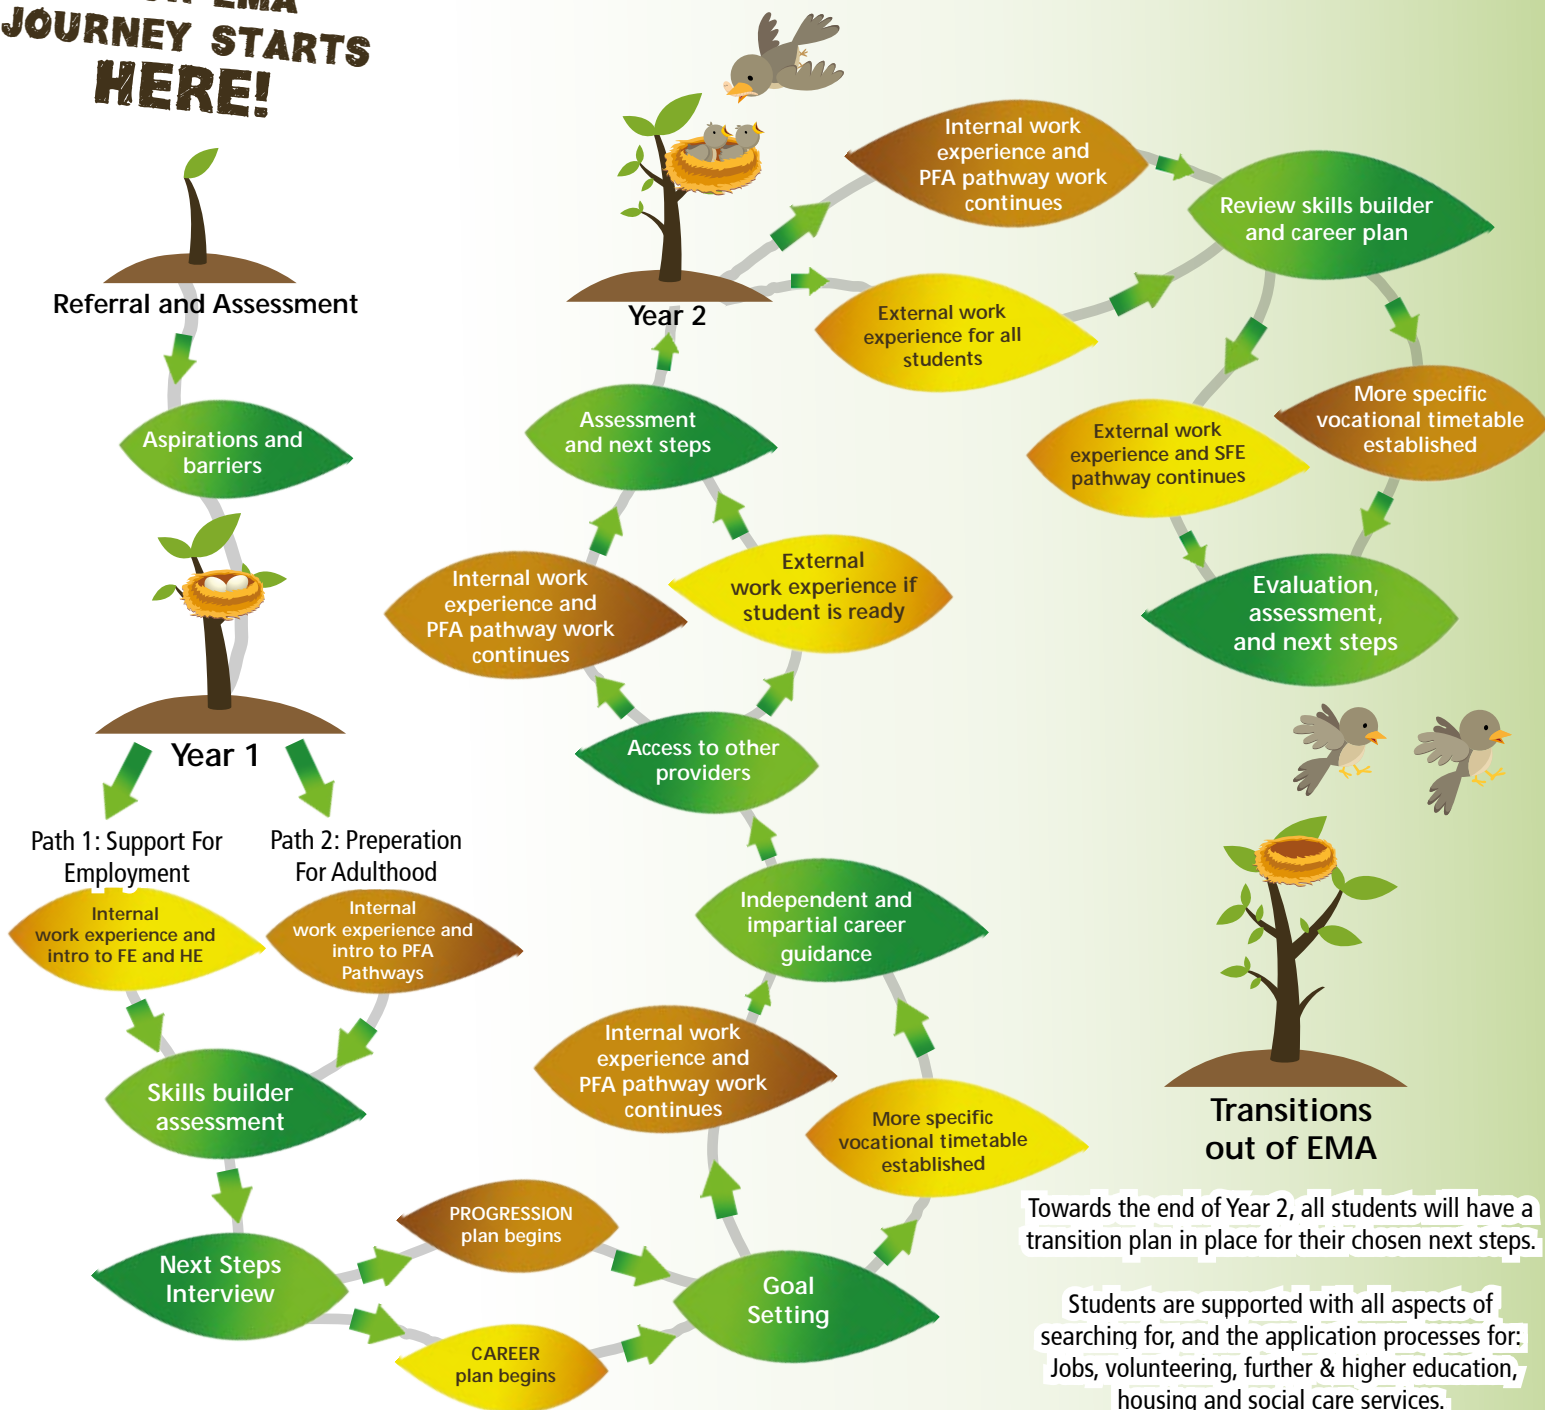 EMA
JOURNEY STARTS
HERE!
Referral and Assessment
Aspirations and
barriers
Year 1
Path 1: Support For
Employment
Path 2: Preperation
For Adulthood
Internal
work experience and
intro to FE and HE
Internal
work experience and
intro to PFA
Pathways
Skills builder
assessment
Next Steps
Interview
PROGRESSION
plan begins
CAREER
plan begins
Goal
Setting
Internal work
experience and
PFA pathway work
continues
More specific
vocational timetable
established
Independent and
impartial career
guidance
Access to other
providers
Internal work
experience and
PFA pathway work
continues
External
work experience if
student is ready
Assessment
and next steps
Year 2
Internal work
experience and
PFA pathway work
continues
External work
experience for all
students
Review skills builder
and career plan
External work
experience and SFE
pathway continues
More specific
vocational timetable
established
Evaluation,
assessment,
and next steps
Transitions
out of EMA
Towards the end of Year 2, all students will have a
transition plan in place for their chosen next steps.
Students are supported with all aspects of
searching for, and the application processes for:
Jobs, volunteering, further & higher education,
housing and social care services.